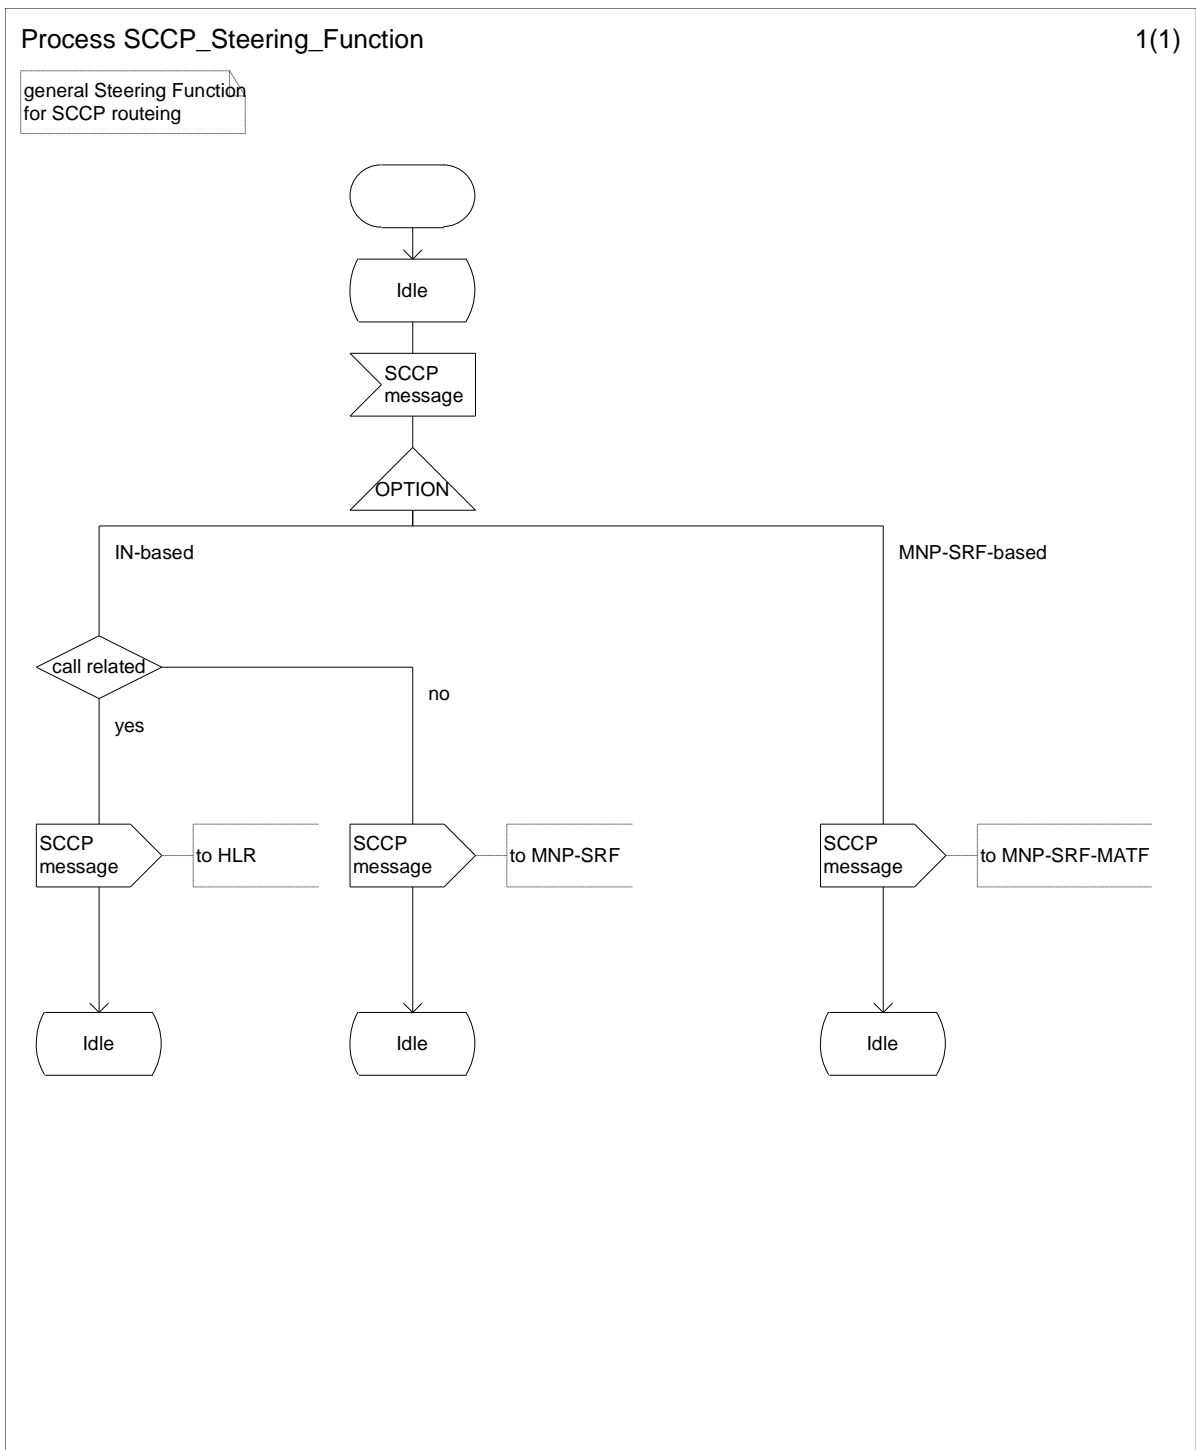 Process SCCP_Steering_Function
1(1)
general Steering Function
for SCCP routeing
Idle
SCCP
message
OPTION
IN-based
MNP-SRF-based
call related
no
yes
SCCP
message
to HLR
SCCP
message
to MNP-SRF
SCCP
message
to MNP-SRF-MATF
Idle
Idle
Idle